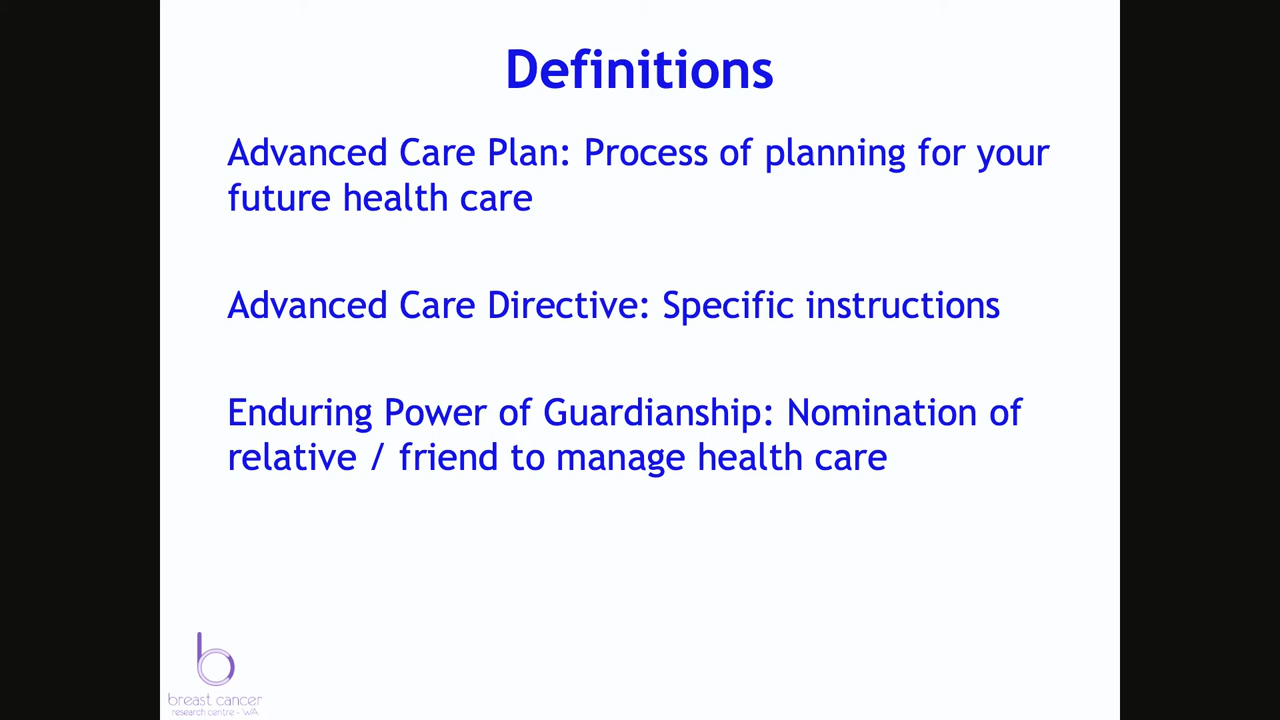 Definitions
Advanced Care Plan: Process of planning for your
future health care
Advanced Care Directive: Specific instructions
Enduring Power of Guardianship: Nomination of
relative / friend to manage health care
b
breast cancer
research centre - WA